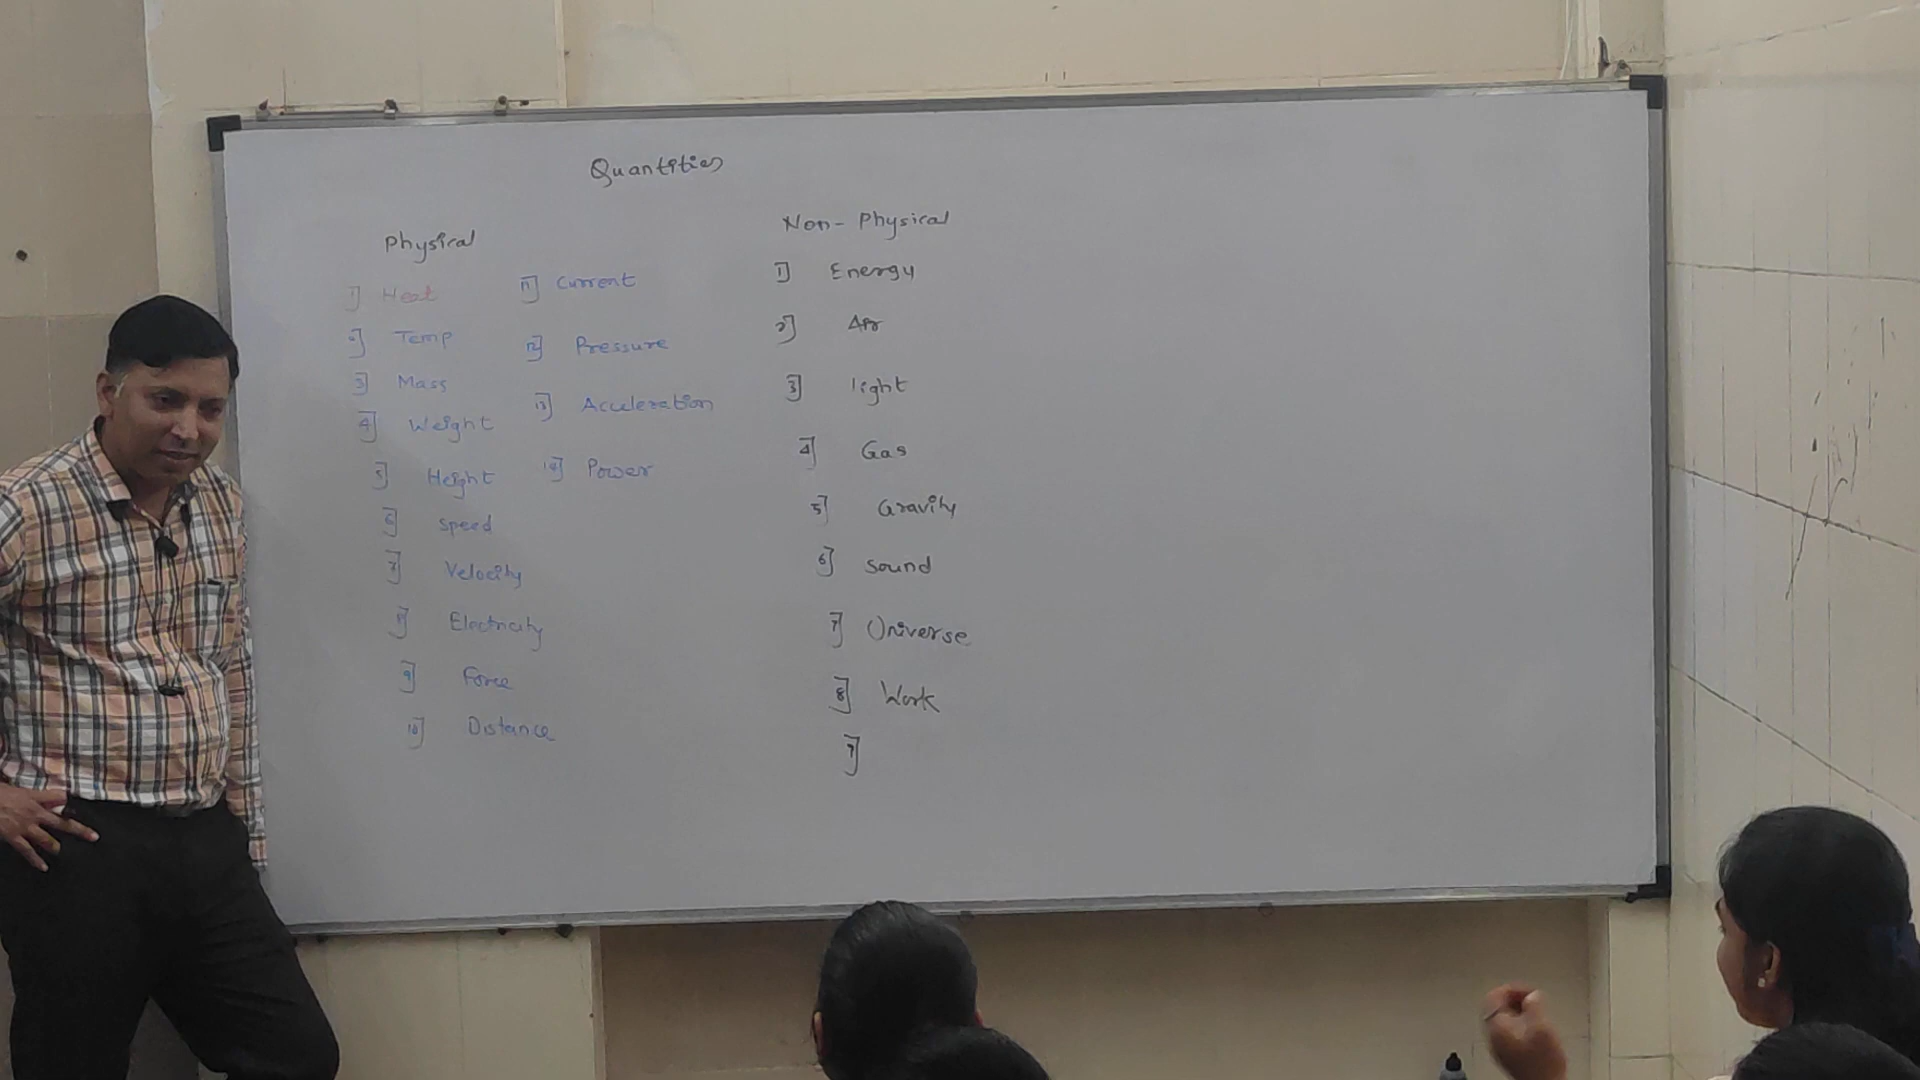 Quantities
Physical
1] Heat
2] Temp
3] Mass
4] Weight
5] Height
6] Speed
7] Velocity
8] Electricity
9] Force
10] Distance
11] Current
12] Pressure
13] Acceleration
14] Power
Non-Physical
1] Energy
2] Air
3] light
4] Gas
5] Gravity
6] Sound
7] Universe
8] Work
9]